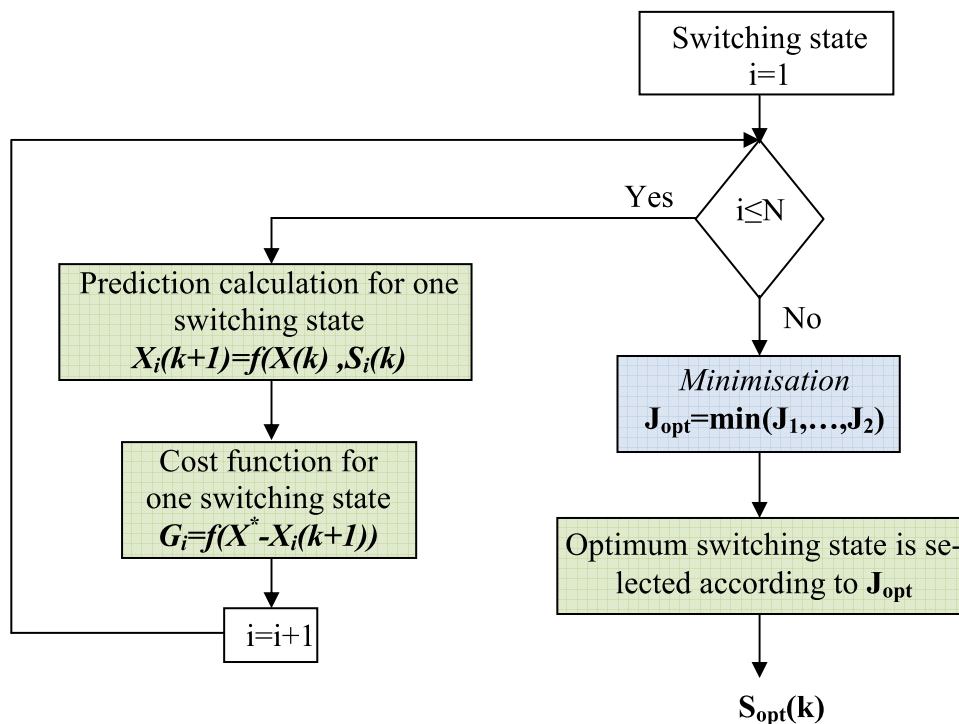 Switching state
i=1
i≤N
Yes
Prediction calculation for one
switching state
Xᵢ(k+1)=f(X(k) ,Sᵢ(k)
Cost function for
one switching state
Gᵢ=f(X*-Xᵢ(k+1))
i=i+1
No
Minimisation
Jopt=min(J₁,…,J₂)
Optimum switching state is se-
lected according to Jopt
Sopt(k)